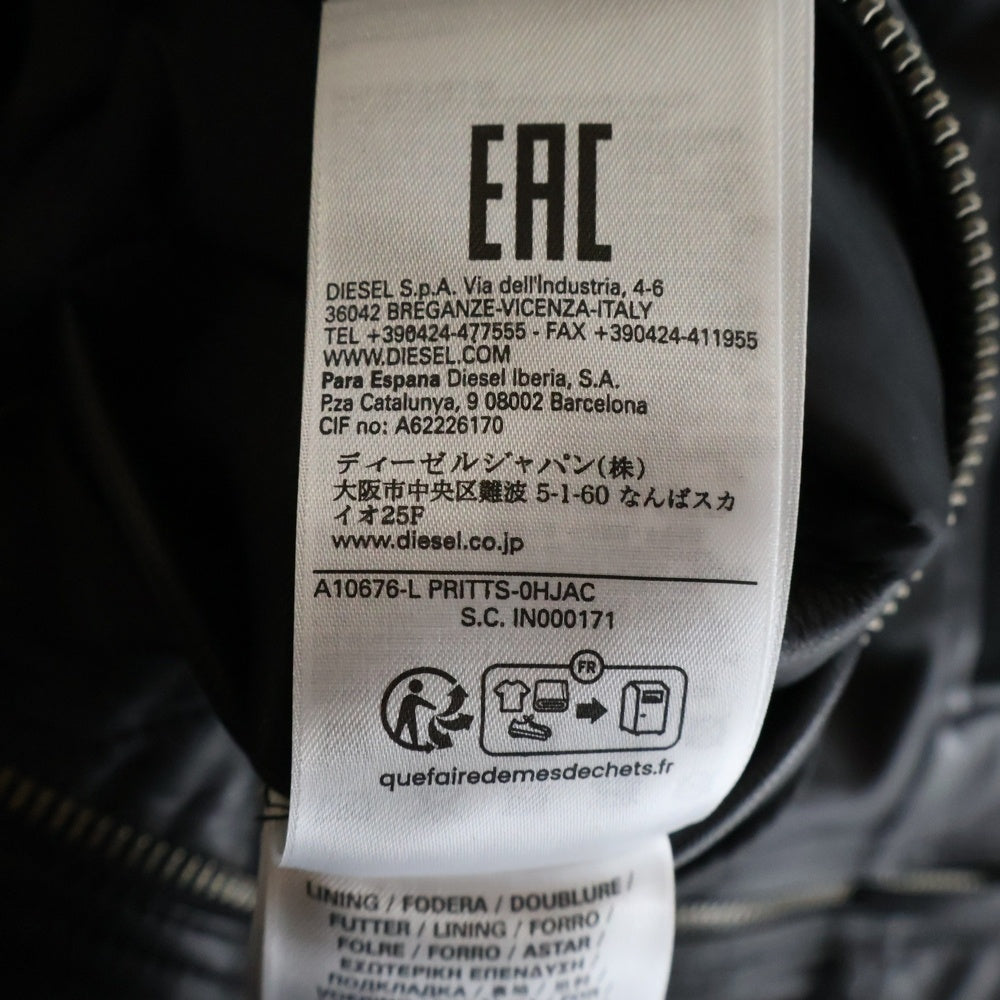 EAC
DIESEL S.p.A. Via dell'Industria, 4-6
36042 BREGANZE-VICENZA-ITALY
TEL +390424-477555 - FAX +390424-411955
WWW.DIESEL.COM
Para Espana Diesel Iberia, S.A.
P.za Catalunya, 9 08002 Barcelona
CIF no: A62226170
ディーゼルジャパン(株)
大阪市中央区難波 5-1-60 なんばスカ
イオ25F
www.diesel.co.jp
A10676-L PRITTS-0HJAC
S.C. IN000171
FR
quefairedemesdechets.fr
LINING / FODERA / DOUBLURE /
FUTTER / LINING / FORRO /
FOLRE / FORRO / ASTAR /
ΕΣΩΤΕΡΙΚΗ ΕΠΕΝΔΥΣΗ /
ПОДКЛАДКА /